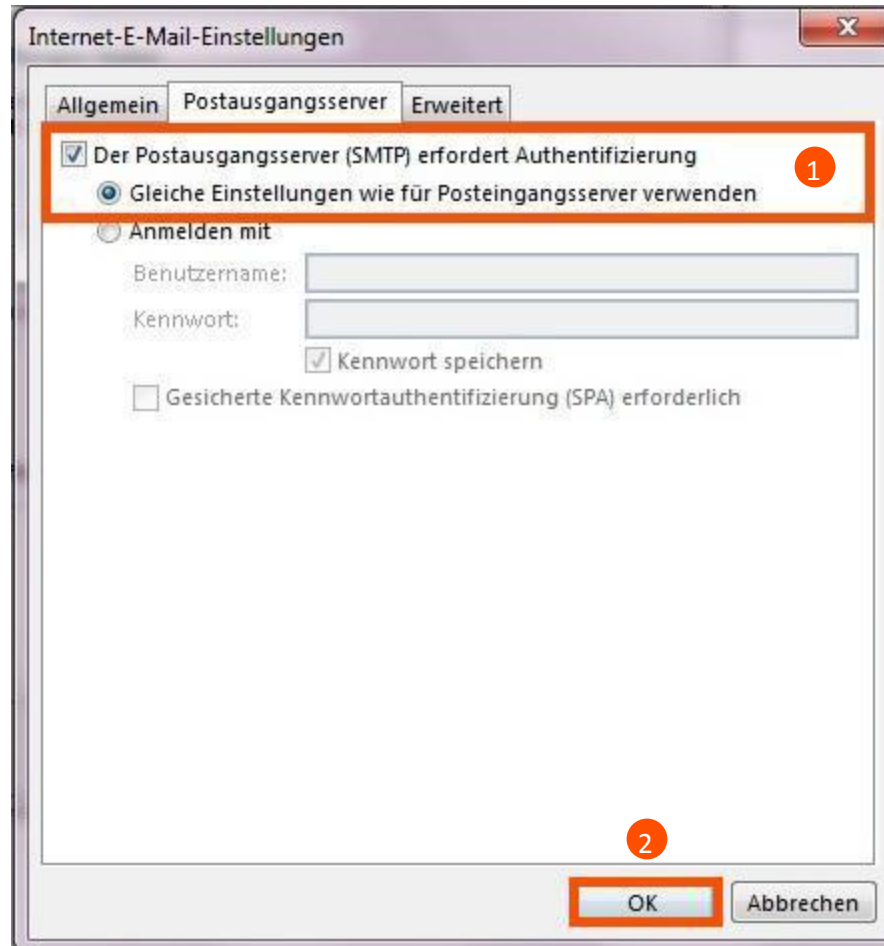 Internet-E-Mail-Einstellungen
Allgemein Postausgangsserver Erweitert
Der Postausgangsserver (SMTP) erfordert Authentifizierung
1
Gleiche Einstellungen wie für Posteingangsserver verwenden
Anmelden mit
Benutzername:
Kennwort:
Kennwort speichern
Gesicherte Kennwortauthentifizierung (SPA) erforderlich
2
OK Abbrechen